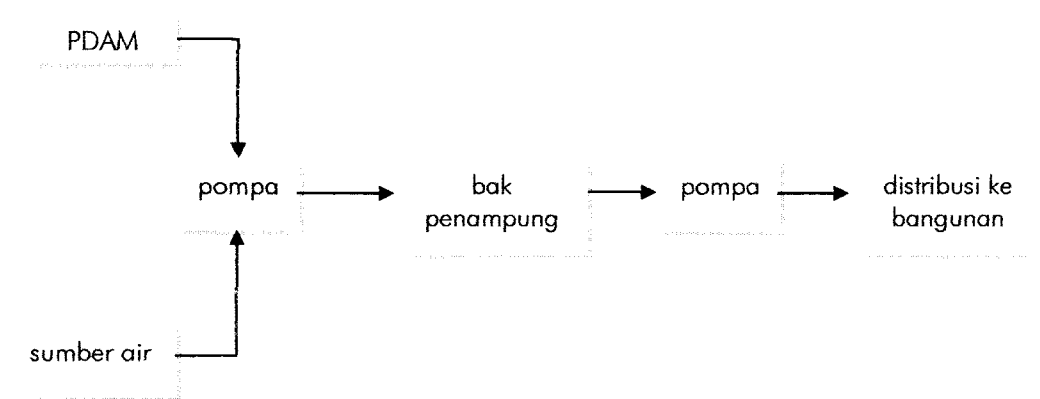 PDAM
pompa
bak
penampung
pompa
distribusi ke
bangunan
sumber air